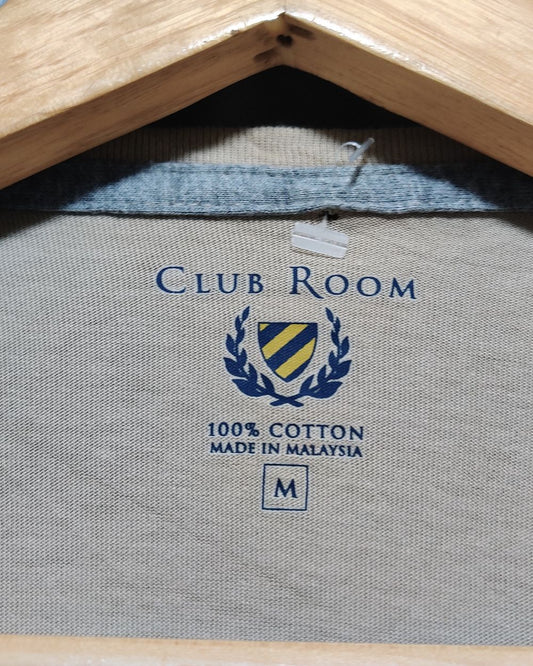 CLUB ROOM
100% COTTON
MADE IN MALAYSIA
M